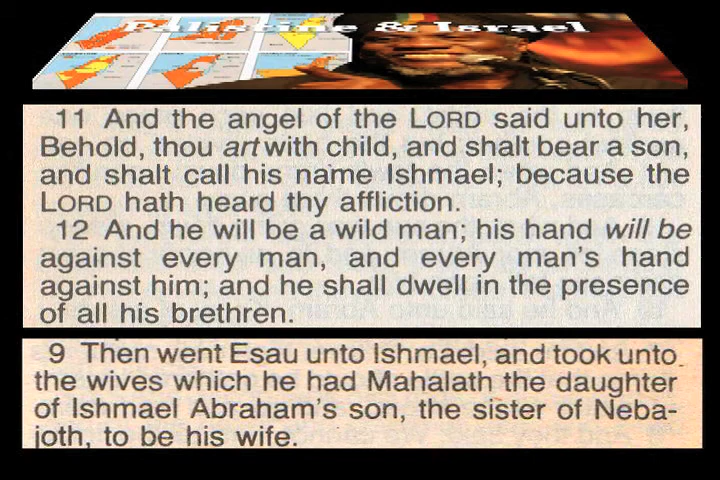 Palistine & Israel
11 And the angel of the LORD said unto her,
Behold, thou art with child, and shalt bear a son,
and shalt call his name Ishmael; because the
LORD hath heard thy affliction.
12 And he will be a wild man; his hand will be
against every man, and every man's hand
against him; and he shall dwell in the presence
of all his brethren.
9 Then went Esau unto Ishmael, and took unto
the wives which he had Mahalath the daughter
of Ishmael Abraham's son, the sister of Neba-
joth, to be his wife.